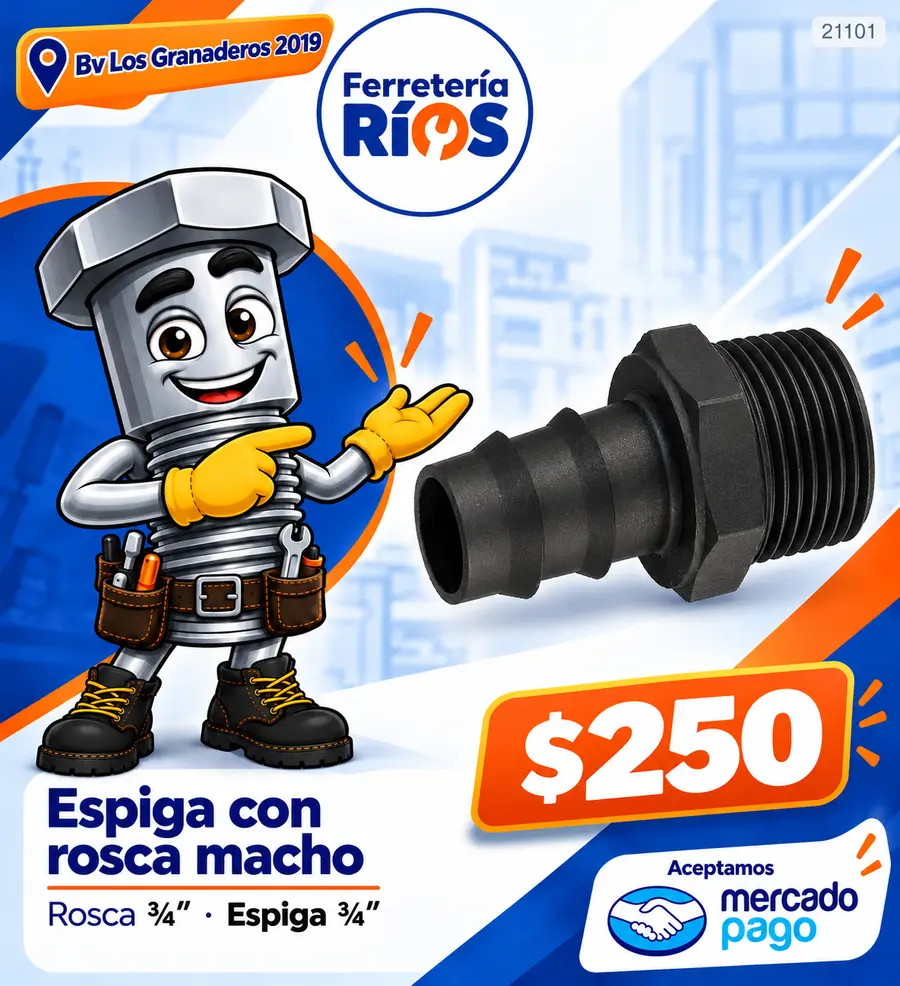 Bv Los Granaderos 2019
Ferretería
Ríos
21101
$250
Espiga con
rosca macho
Rosca ¾" · Espiga ¾"
Aceptamos
mercado
pago